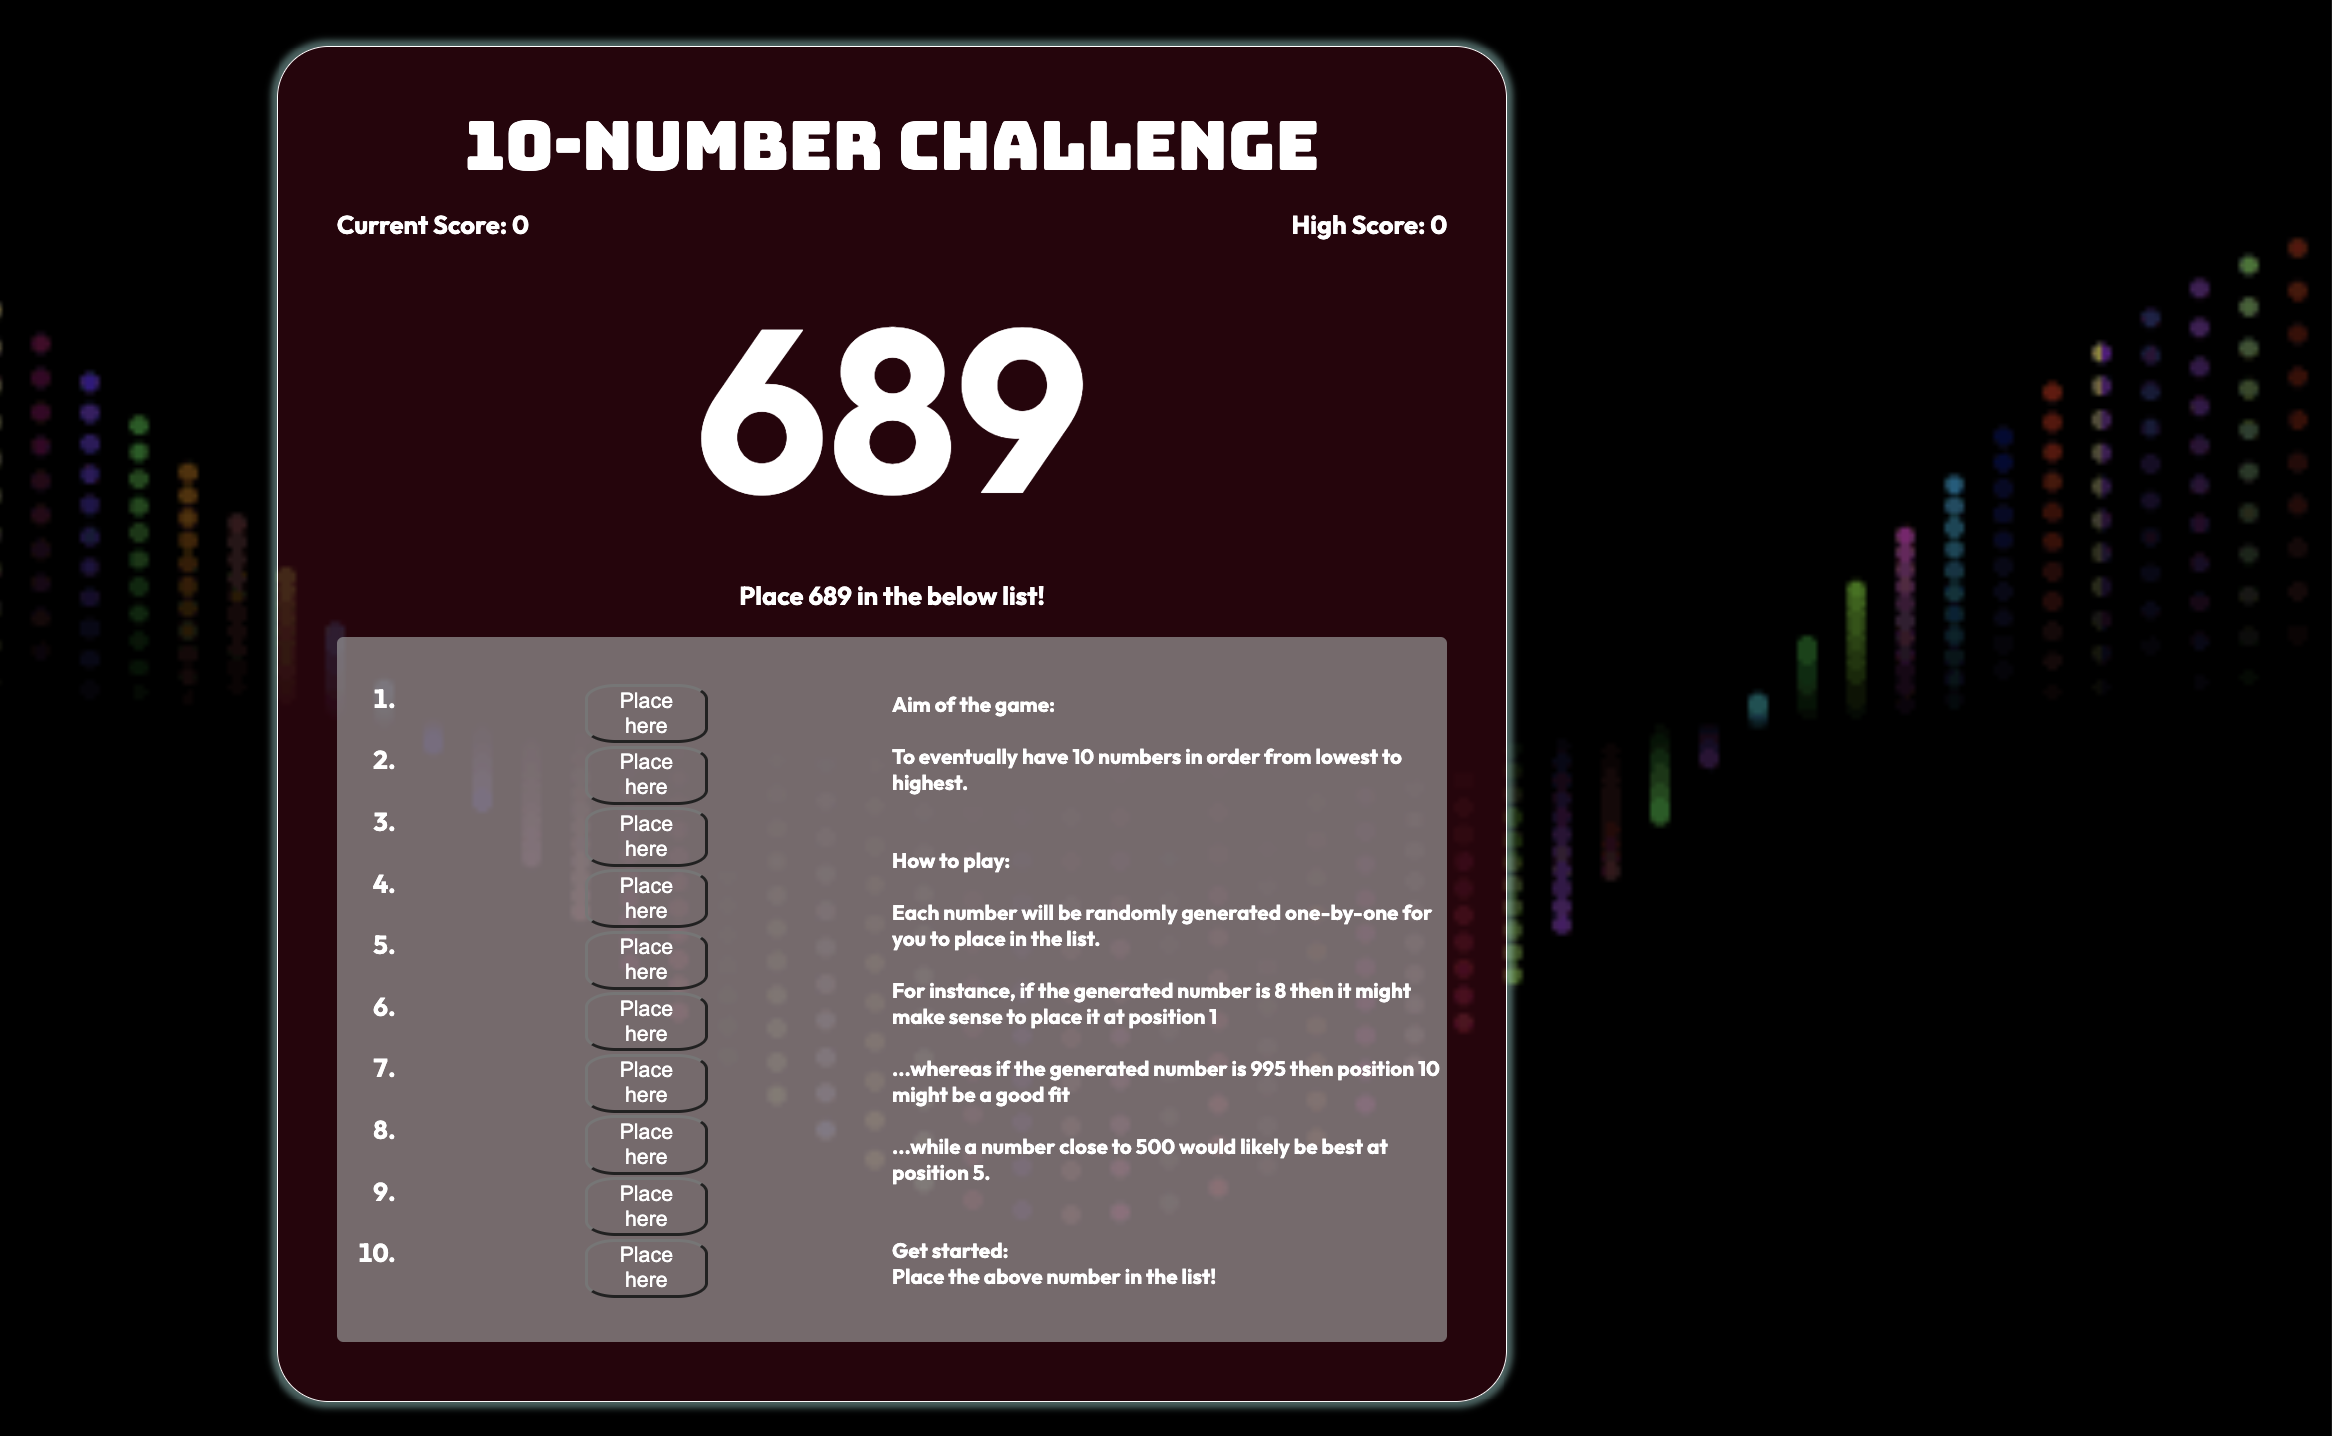 10-NUMBER CHALLENGE
Current Score: 0
High Score: 0
689
Place 689 in the below list!
1.
Place
here
2.
Place
here
3.
Place
here
4.
Place
here
5.
Place
here
6.
Place
here
7.
Place
here
8.
Place
here
9.
Place
here
10.
Place
here
Aim of the game:
To eventually have 10 numbers in order from lowest to
highest.
How to play:
Each number will be randomly generated one-by-one for
you to place in the list.
For instance, if the generated number is 8 then it might
make sense to place it at position 1
...whereas if the generated number is 995 then position 10
might be a good fit
...while a number close to 500 would likely be best at
position 5.
Get started:
Place the above number in the list!